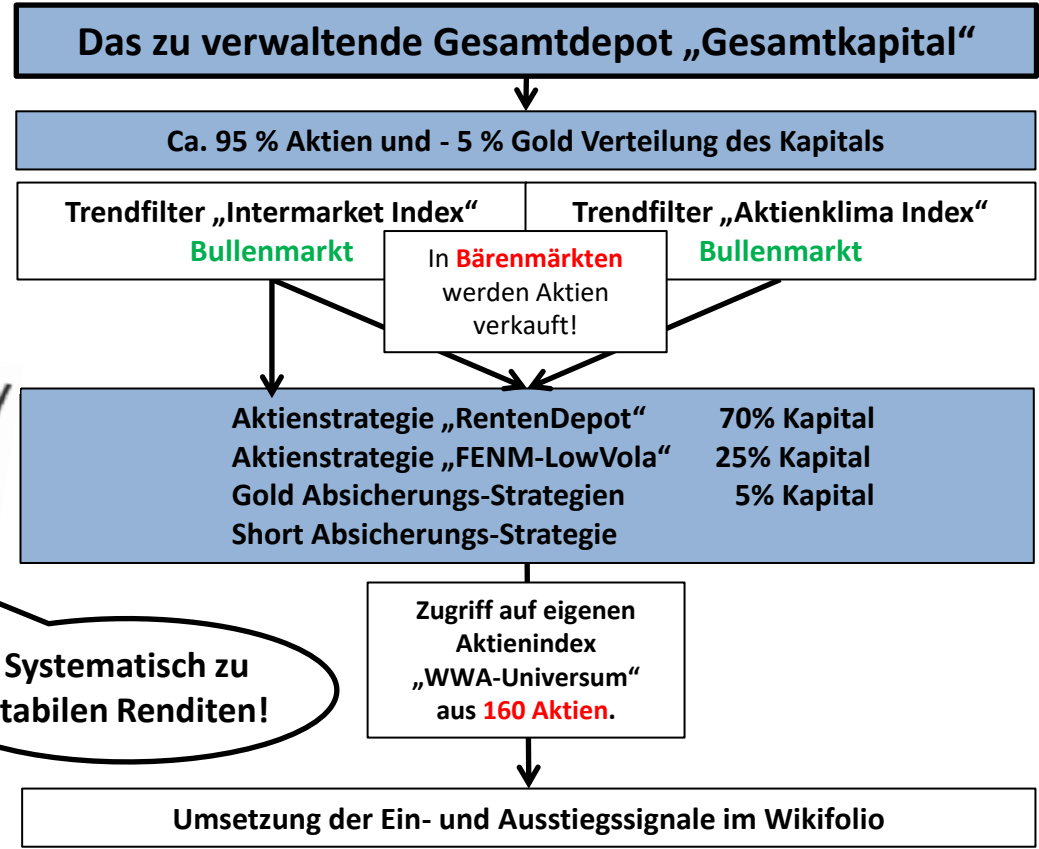 Das zu verwaltende Gesamtdepot „Gesamtkapital“
Ca. 95 % Aktien und - 5 % Gold Verteilung des Kapitals
Trendfilter „Intermarket Index“
Bullenmarkt
Trendfilter „Aktienklima Index“
Bullenmarkt
In Bärenmärkten
werden Aktien
verkauft!
Aktienstrategie „RentenDepot“ 70% Kapital
Aktienstrategie „FENM-LowVola“ 25% Kapital
Gold Absicherungs-Strategien 5% Kapital
Short Absicherungs-Strategie
Zugriff auf eigenen
Aktienindex
„WWA-Universum“
aus 160 Aktien.
Systematisch zu
tabilen Renditen!
Umsetzung der Ein- und Ausstiegssignale im Wikifolio